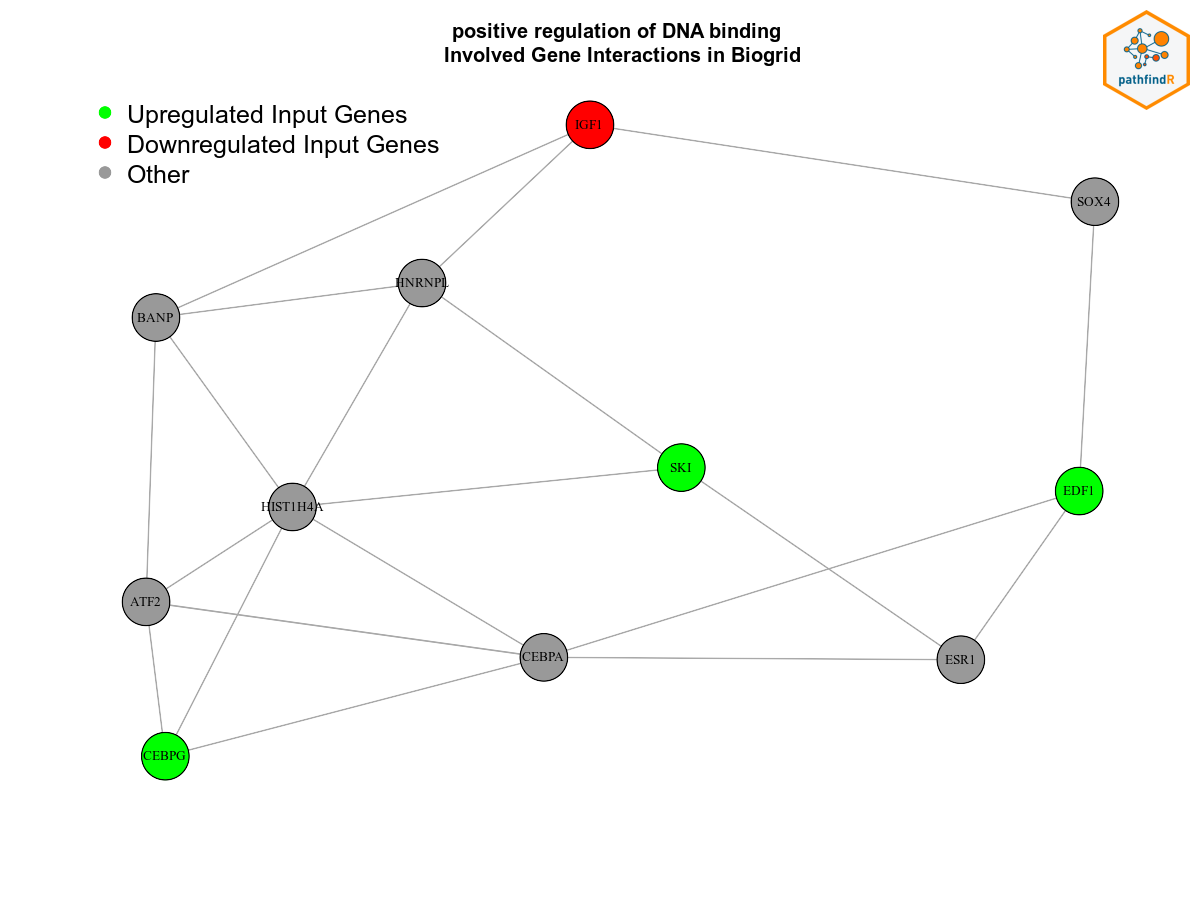 positive regulation of DNA binding
Involved Gene Interactions in Biogrid
pathfindR
Upregulated Input Genes
Downregulated Input Genes
Other
IGF1
SOX4
HNRNPL
BANP
SKI
EDF1
HIST1H4A
ATF2
CEBPA
ESR1
CEBPG